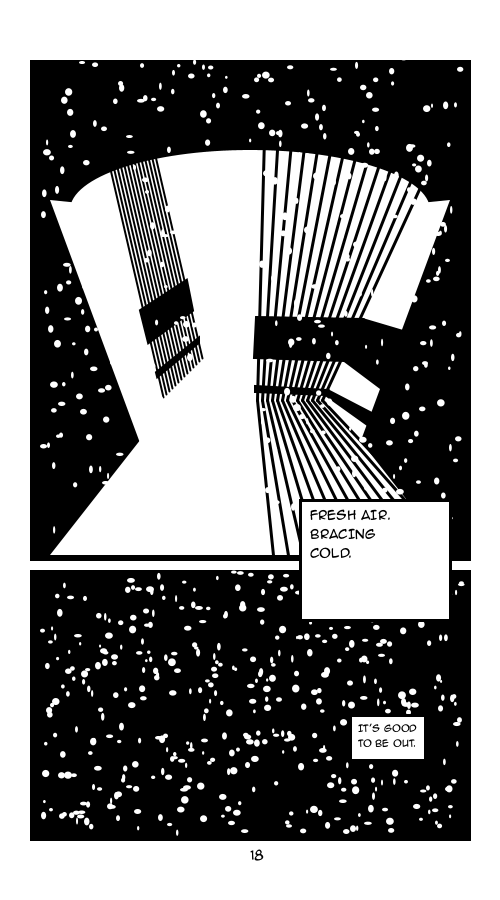 FRESH AIR.
BRACING
COLD.
IT'S GOOD
TO BE OUT.
18